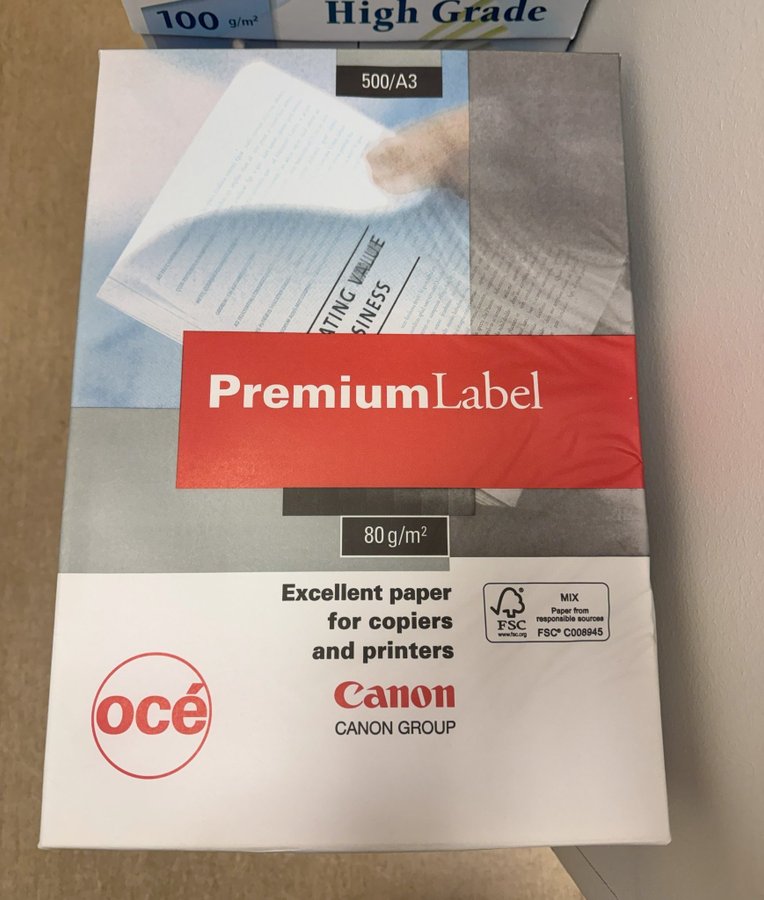 100 g/m²
High Grade
500/A3
ATING VALUE
SINESS
PremiumLabel
80 g/m²
Excellent paper
for copiers
and printers
FSC
www.fsc.org
MIX
Paper from
responsible sources
FSC® C008945
océ
Canon
CANON GROUP